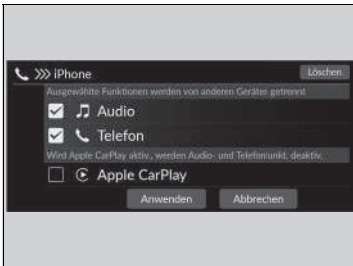 iPhone
Löschen
Ausgewählte Funktionen werden von anderen Geräten getrennt
Audio
Telefon
Wird Apple CarPlay aktiv., werden Audio- und Telefonunkt. deaktiv.
Apple CarPlay
Anwenden
Abbrechen